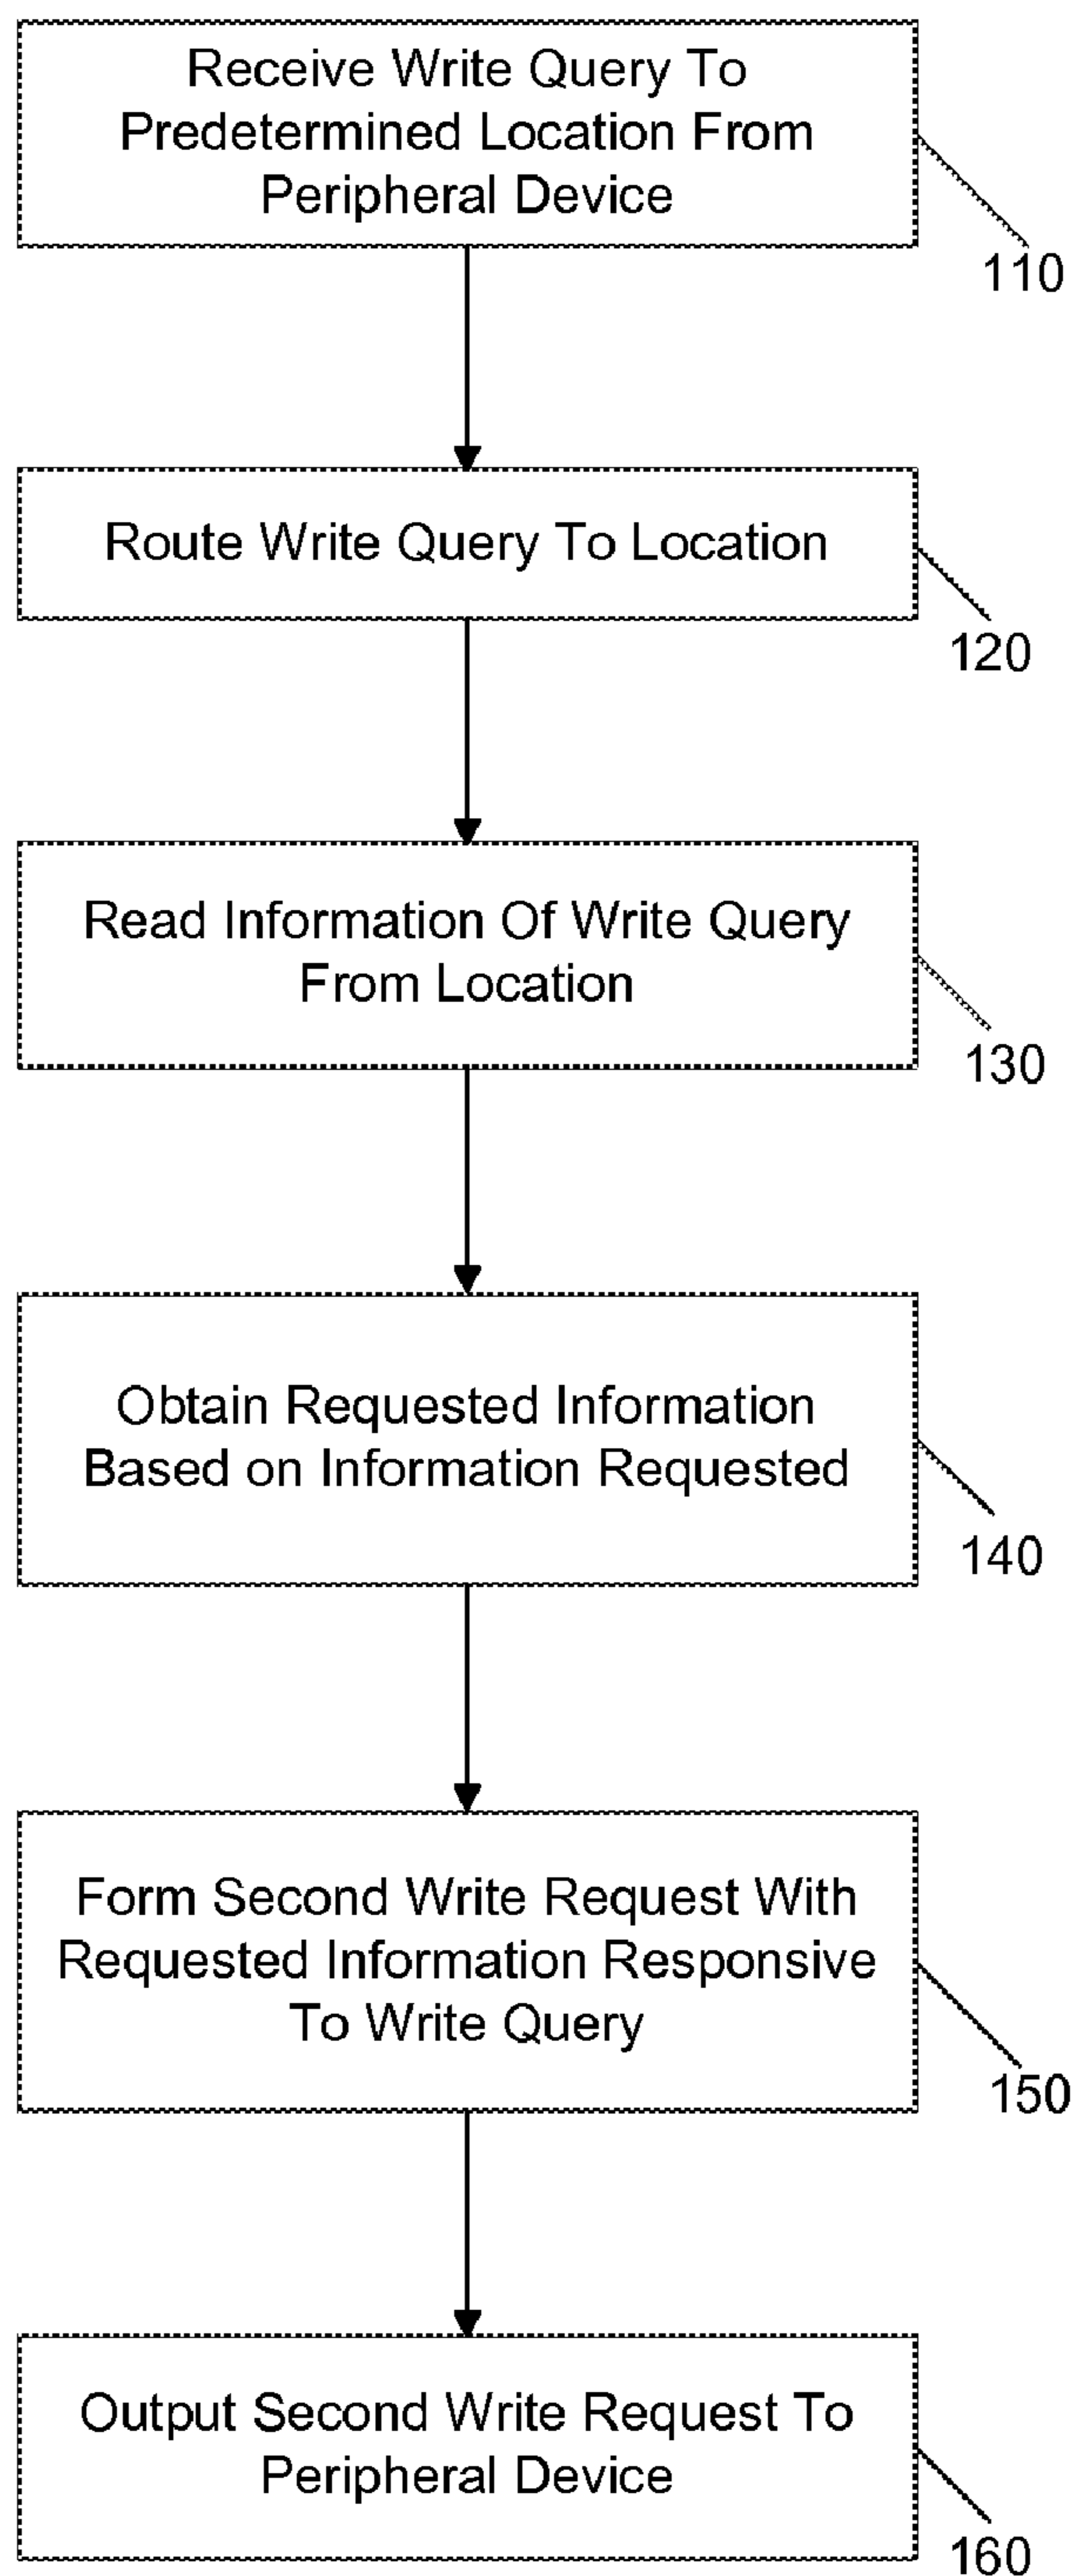 Receive Write Query To
Predetermined Location From
Peripheral Device
110
Route Write Query To Location
120
Read Information Of Write Query
From Location
130
Obtain Requested Information
Based on Information Requested
140
Form Second Write Request With
Requested Information Responsive
To Write Query
150
Output Second Write Request To
Peripheral Device
160